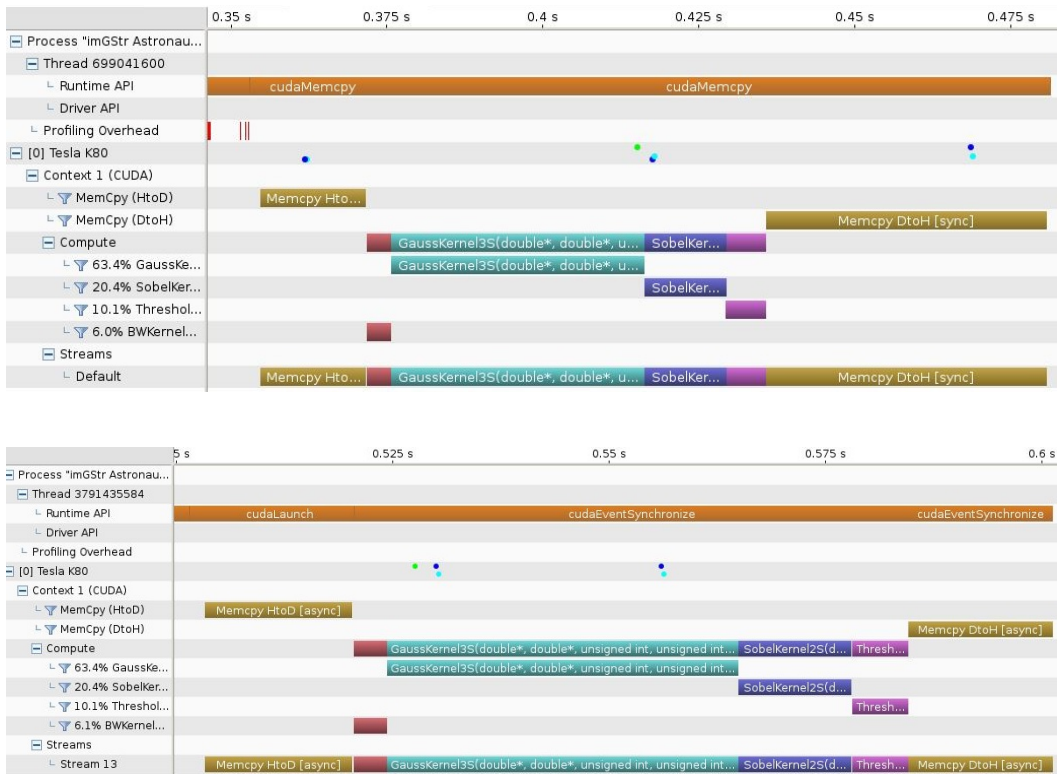 0.35 s 0.375 s 0.4 s 0.425 s 0.45 s 0.475 s
Process "imGStr Astronau...
Thread 699041600
Runtime API cudaMemcpy cudaMemcpy
Driver API
Profiling Overhead
[0] Tesla K80
Context 1 (CUDA)
MemCpy (HtoD) Memcpy Hto...
MemCpy (DtoH) Memcpy DtoH [sync]
Compute GaussKernel3S(double*, double*, u... SobelKer...
63.4% GaussKe... GaussKernel3S(double*, double*, u...
20.4% SobelKer... SobelKer...
10.1% Threshol...
6.0% BWKernel...
Streams
Default Memcpy Hto... GaussKernel3S(double*, double*, u... SobelKer... Memcpy DtoH [sync]
5 s 0.525 s 0.55 s 0.575 s 0.6 s
Process "imGStr Astronau...
Thread 3791435584
Runtime API cudaLaunch cudaEventSynchronize cudaEventSynchronize
Driver API
Profiling Overhead
[0] Tesla K80
Context 1 (CUDA)
MemCpy (HtoD) Memcpy HtoD [async]
MemCpy (DtoH) Memcpy DtoH [async]
Compute GaussKernel3S(double*, double*, unsigned int, unsigned int... SobelKernel2S(d... Thresh...
63.4% GaussKe... GaussKernel3S(double*, double*, unsigned int, unsigned int...
20.4% SobelKer... SobelKernel2S(d...
10.1% Threshol... Thresh...
6.1% BWKernel...
Streams
Stream 13 Memcpy HtoD [async] GaussKernel3S(double*, double*, unsigned int, unsigned int... SobelKernel2S(d... Thresh... Memcpy DtoH [async]